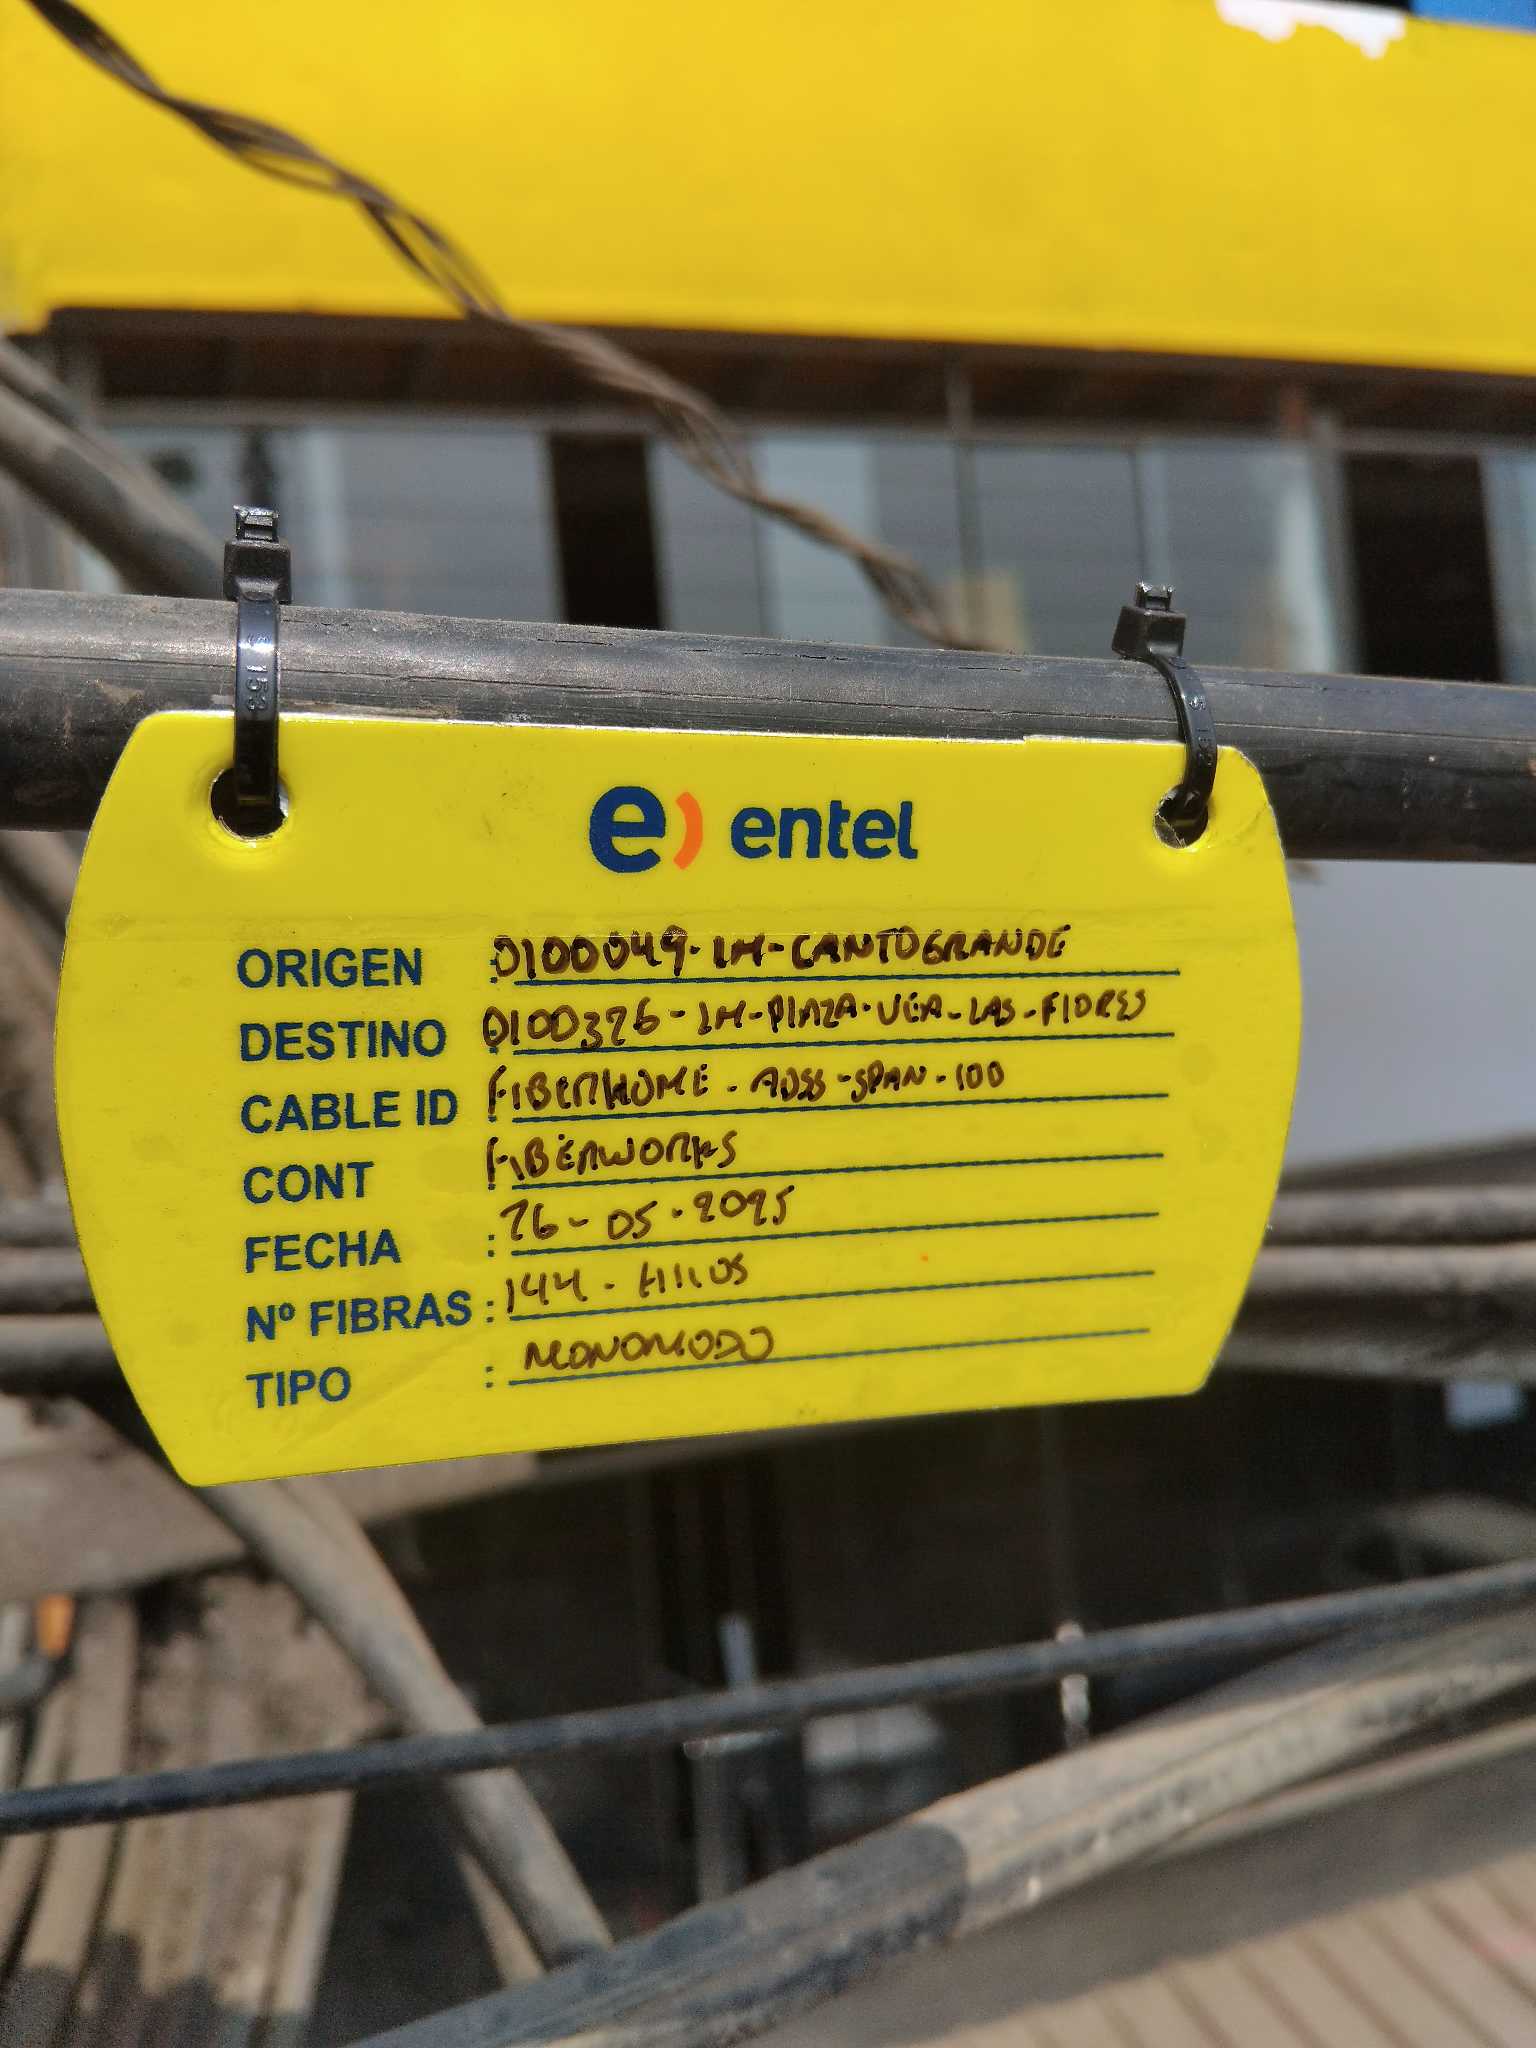 e) entel
ORIGEN : 0100049-LM-CANTOGRANDE
DESTINO : 0100326-LM-PLAZA-VEA-LAS-FLORES
CABLE ID : FIBERHOME-ADSS-SPAN-100
CONT : FIBERWORKS
FECHA : 26-05-2025
Nº FIBRAS : 144-HILOS
TIPO : MONOMODO